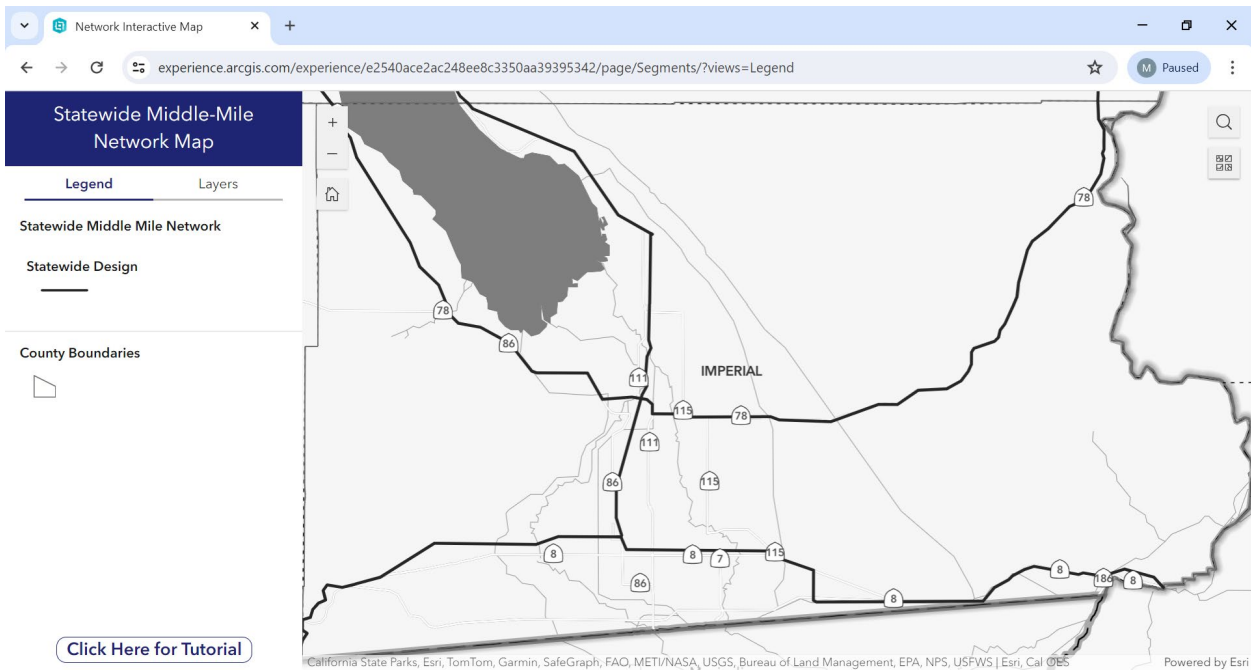 Network Interactive Map
experience.arcgis.com/experience/e2540ace2ac248ee8c3350aa39395342/page/Segments/?views=Legend
M Paused
Statewide Middle-Mile
Network Map
Legend Layers
Statewide Middle Mile Network
Statewide Design
County Boundaries
Click Here for Tutorial
78
78
86
111
IMPERIAL
115
78
111
86
115
8
8
7
115
86
8
186
8
8
California State Parks, Esri, TomTom, Garmin, SafeGraph, FAO, METI/NASA, USGS, Bureau of Land Management, EPA, NPS, USFWS | Esri, Cal OES
Powered by Esri